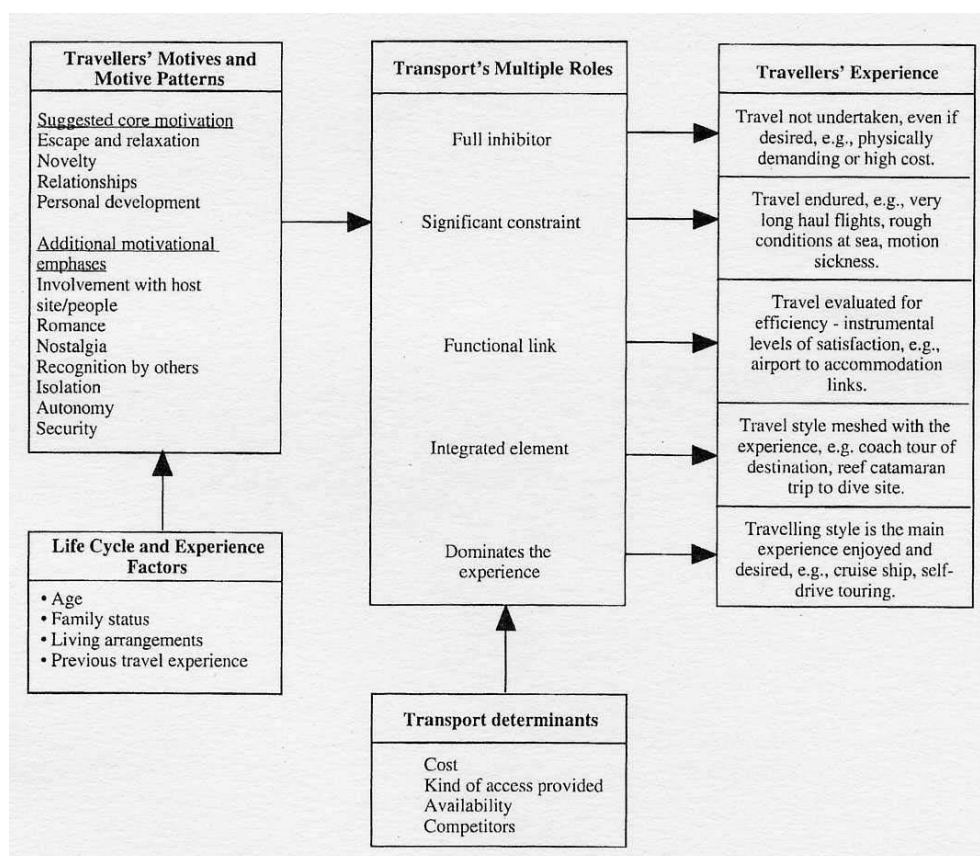 Travellers' Motives and
Motive Patterns
Suggested core motivation
Escape and relaxation
Novelty
Relationships
Personal development
Additional motivational
emphases
Involvement with host
site/people
Romance
Nostalgia
Recognition by others
Isolation
Autonomy
Security
Life Cycle and Experience
Factors
• Age
• Family status
• Living arrangements
• Previous travel experience
Transport's Multiple Roles
Full inhibitor
Significant constraint
Functional link
Integrated element
Dominates the
experience
Transport determinants
Cost
Kind of access provided
Availability
Competitors
Travellers' Experience
Travel not undertaken, even if
desired, e.g., physically
demanding or high cost.
Travel endured, e.g., very
long haul flights, rough
conditions at sea, motion
sickness.
Travel evaluated for
efficiency - instrumental
levels of satisfaction, e.g.,
airport to accommodation
links.
Travel style meshed with the
experience, e.g. coach tour of
destination, reef catamaran
trip to dive site.
Travelling style is the main
experience enjoyed and
desired, e.g., cruise ship, self-
drive touring.